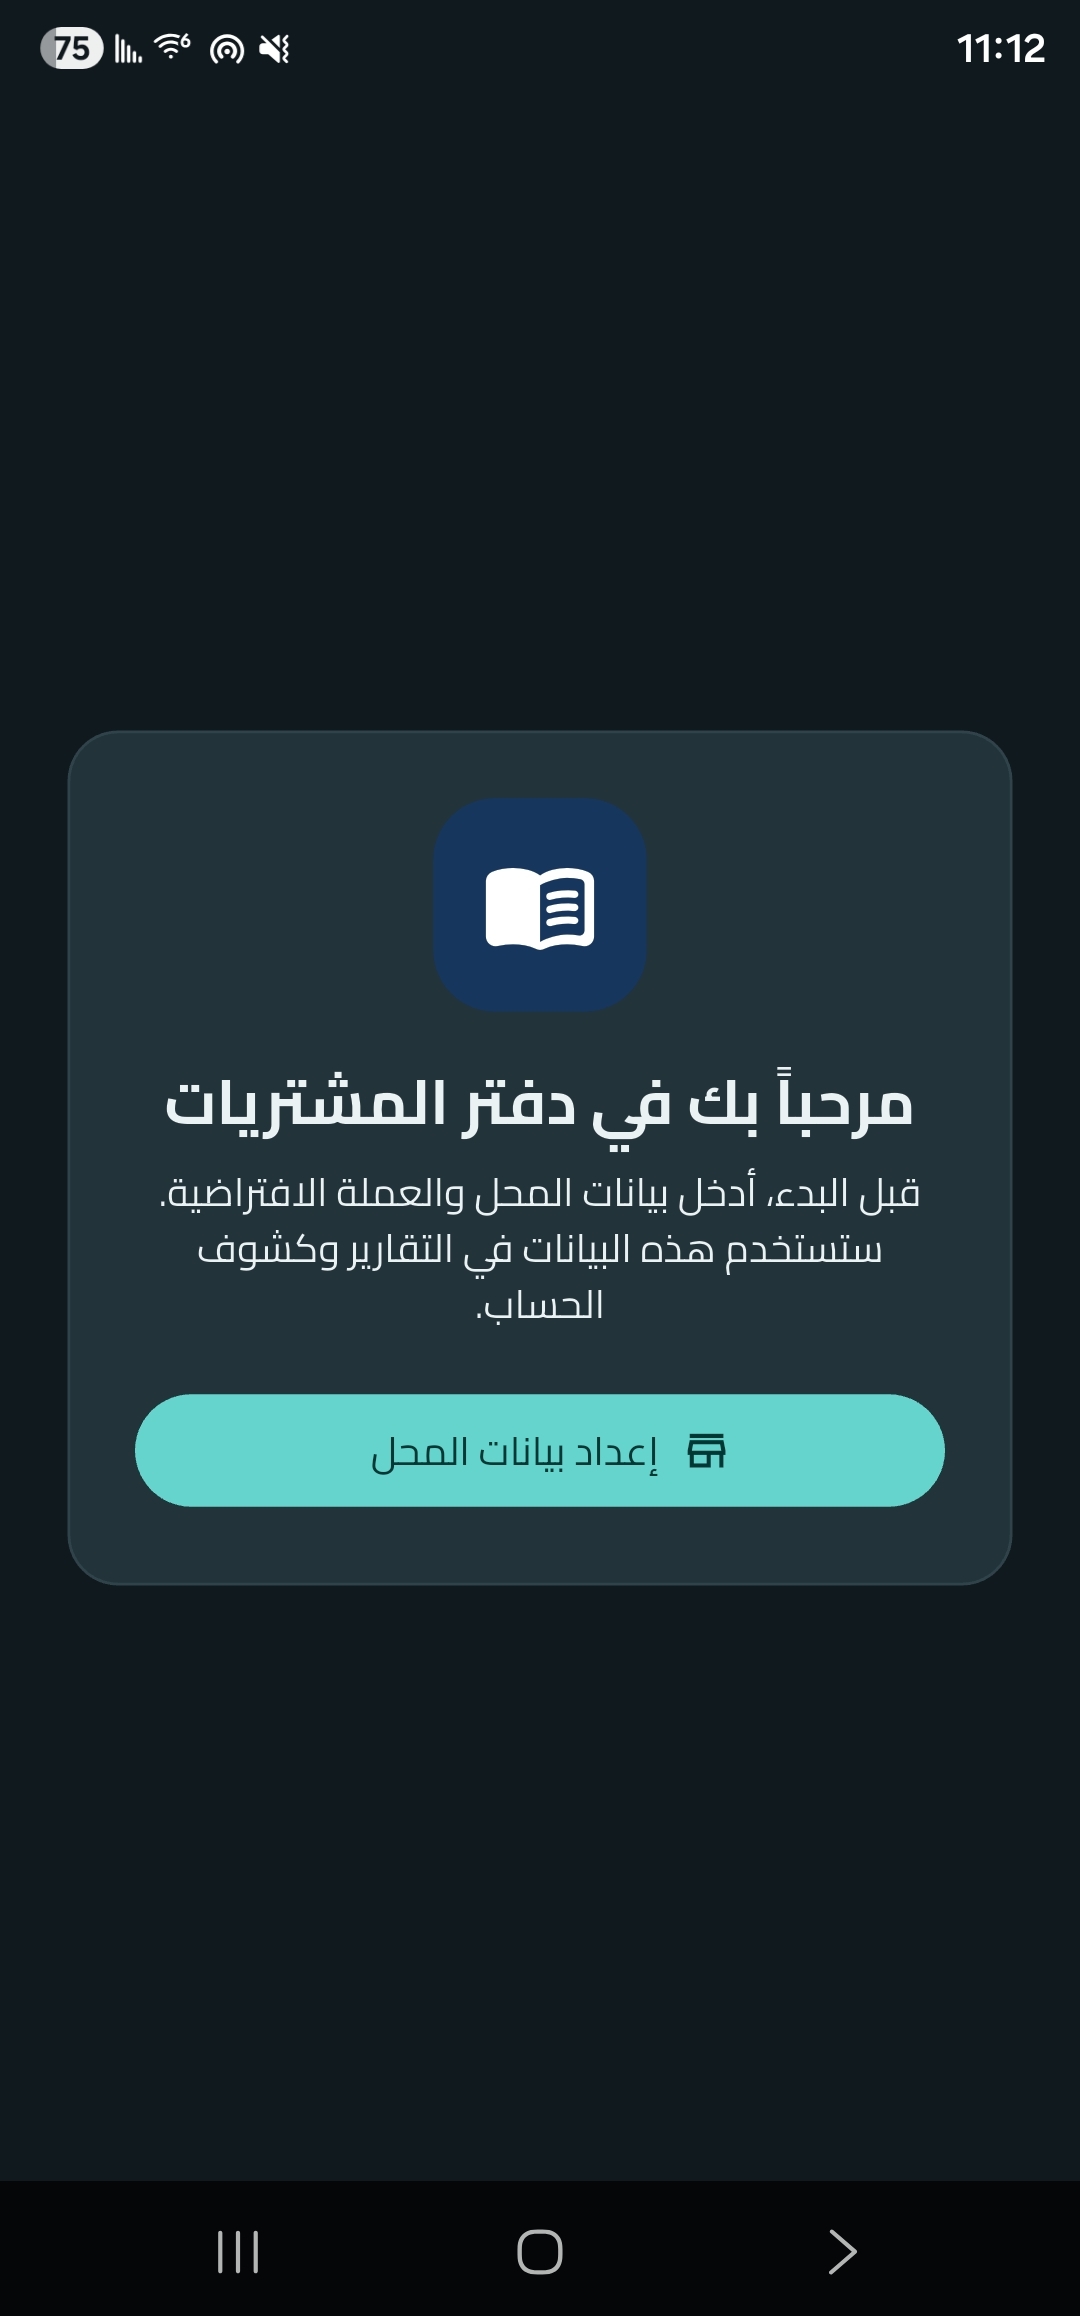 75
11:12
مرحباً بك في دفتر المشتريات
قبل البدء، أدخل بيانات المحل والعملة الافتراضية.
ستستخدم هذه البيانات في التقارير وكشوف
الحساب.
إعداد بيانات المحل